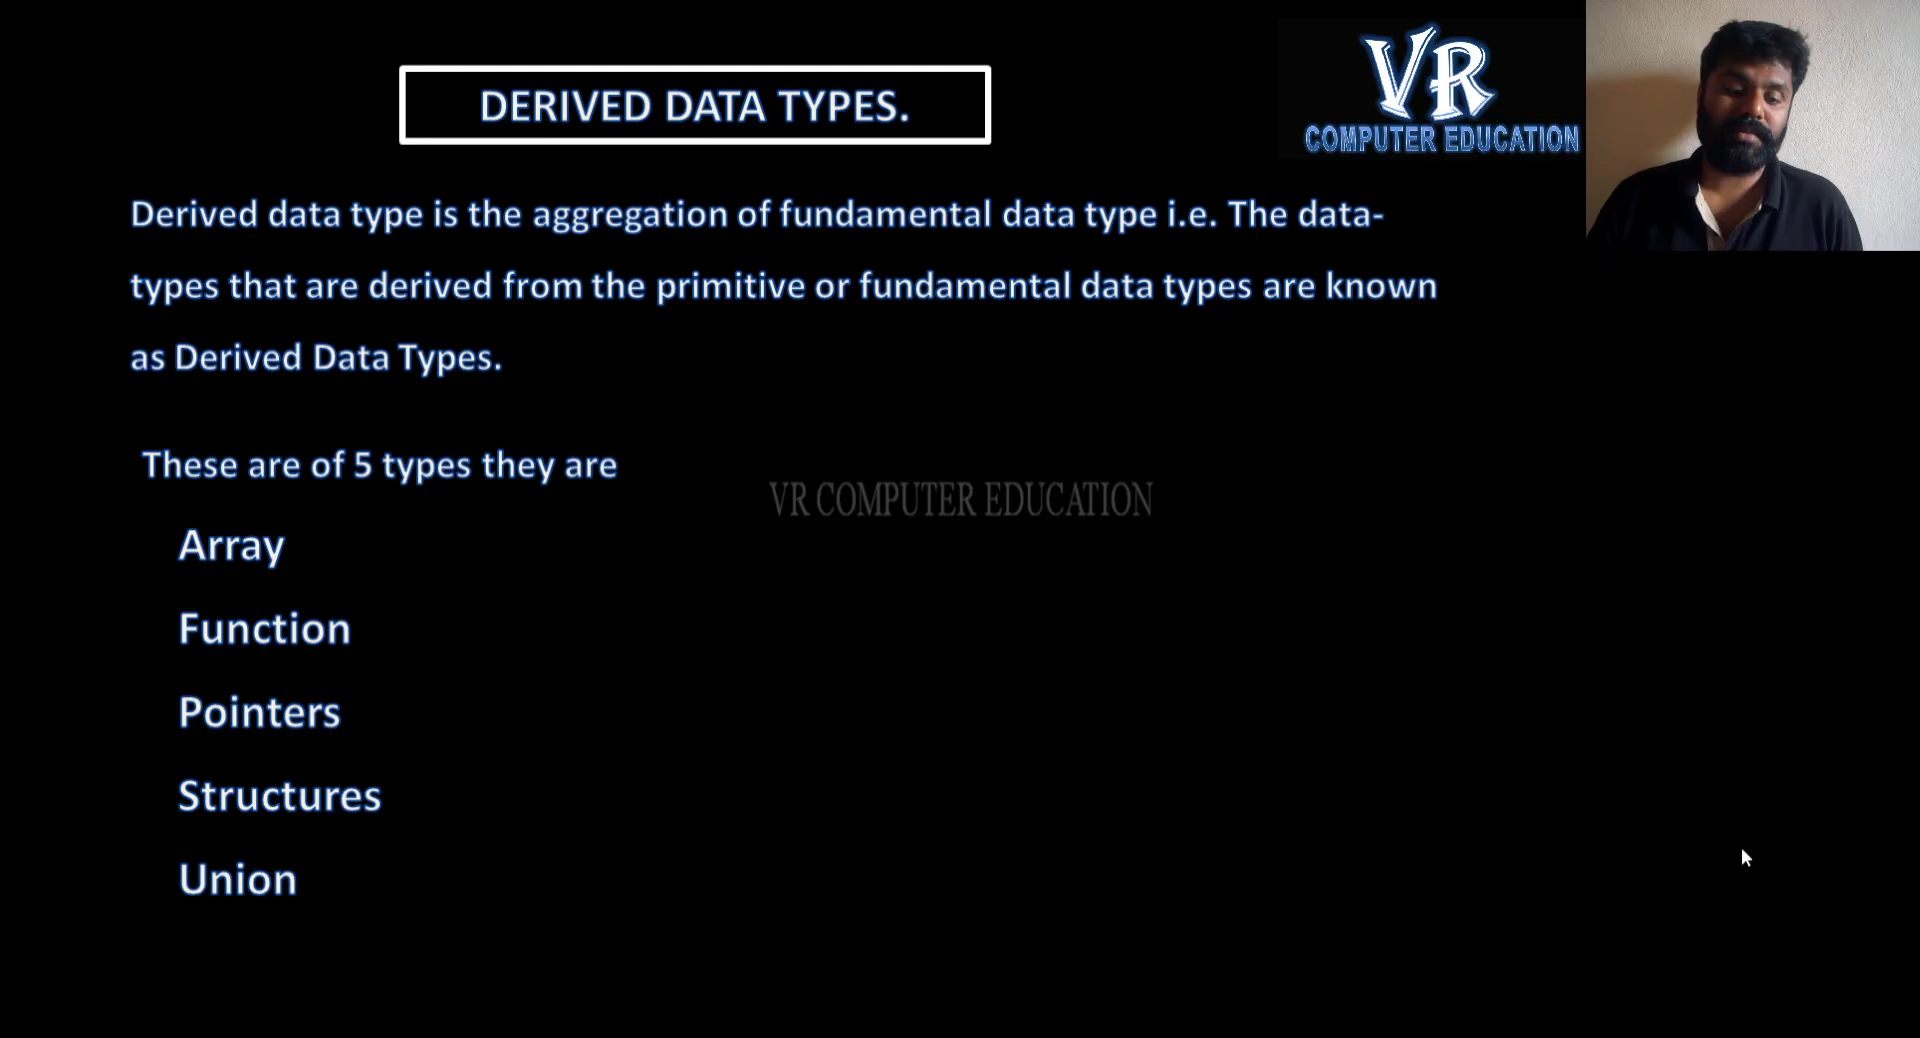 DERIVED DATA TYPES.
VR
COMPUTER EDUCATION
Derived data type is the aggregation of fundamental data type i.e. The data-
types that are derived from the primitive or fundamental data types are known
as Derived Data Types.
These are of 5 types they are
VR COMPUTER EDUCATION
Array
Function
Pointers
Structures
Union